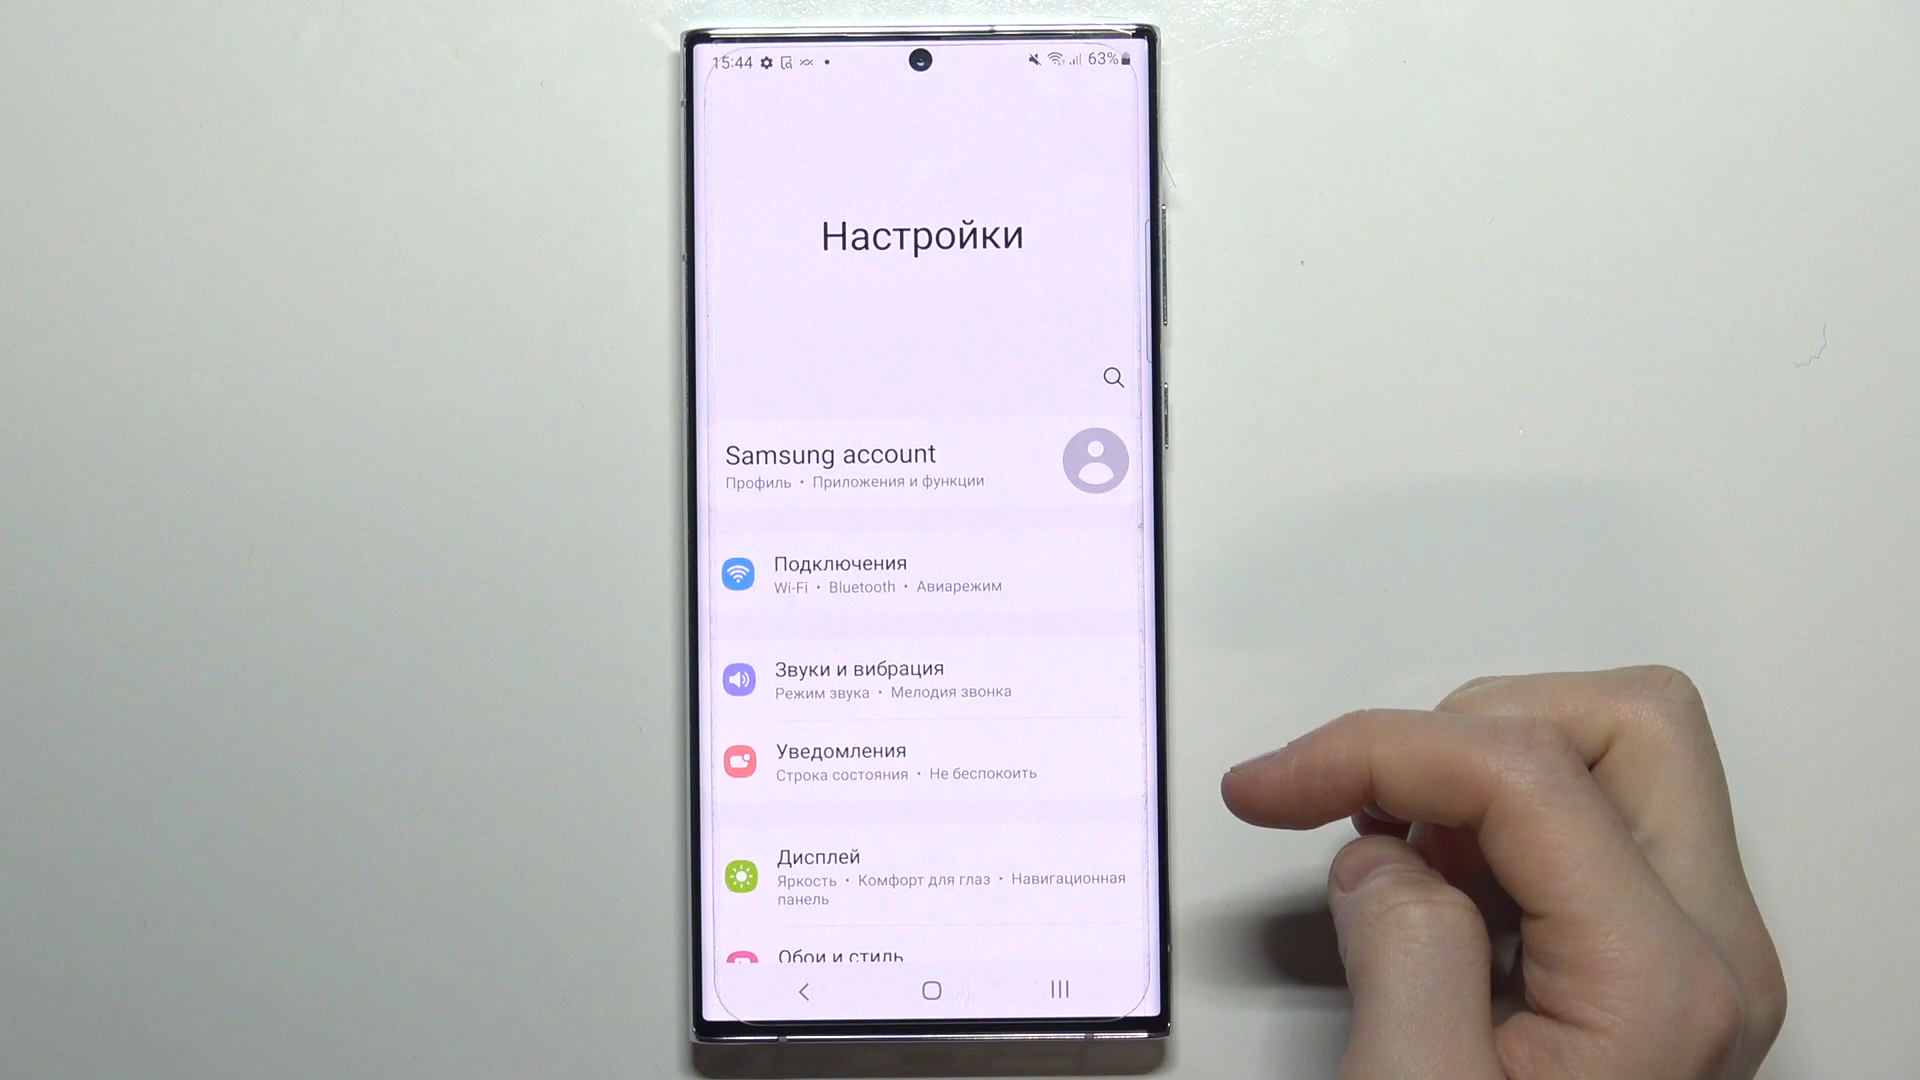 15:44 63%
Настройки
Samsung account
Профиль • Приложения и функции
Подключения
Wi-Fi • Bluetooth • Авиарежим
Звуки и вибрация
Режим звука • Мелодия звонка
Уведомления
Строка состояния • Не беспокоить
Дисплей
Яркость • Комфорт для глаз • Навигационная
панель
Обои и стиль